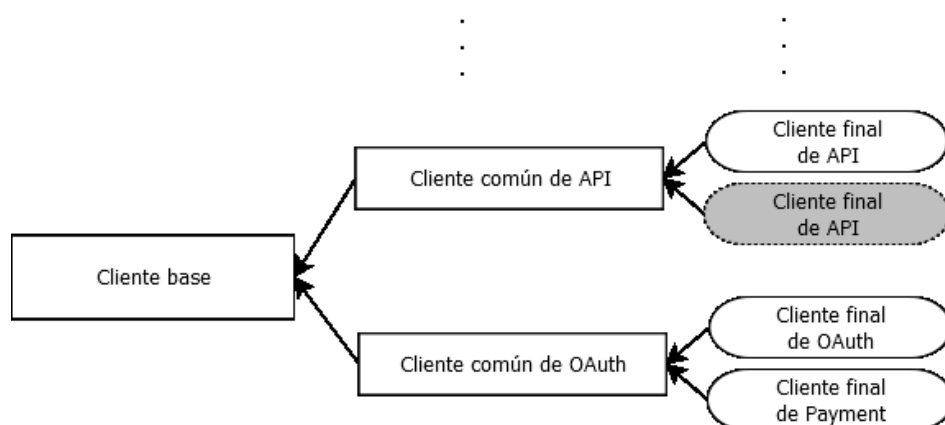 Cliente final
de API
Cliente común de API
Cliente final
de API
Cliente base
Cliente final
de OAuth
Cliente común de OAuth
Cliente final
de Payment